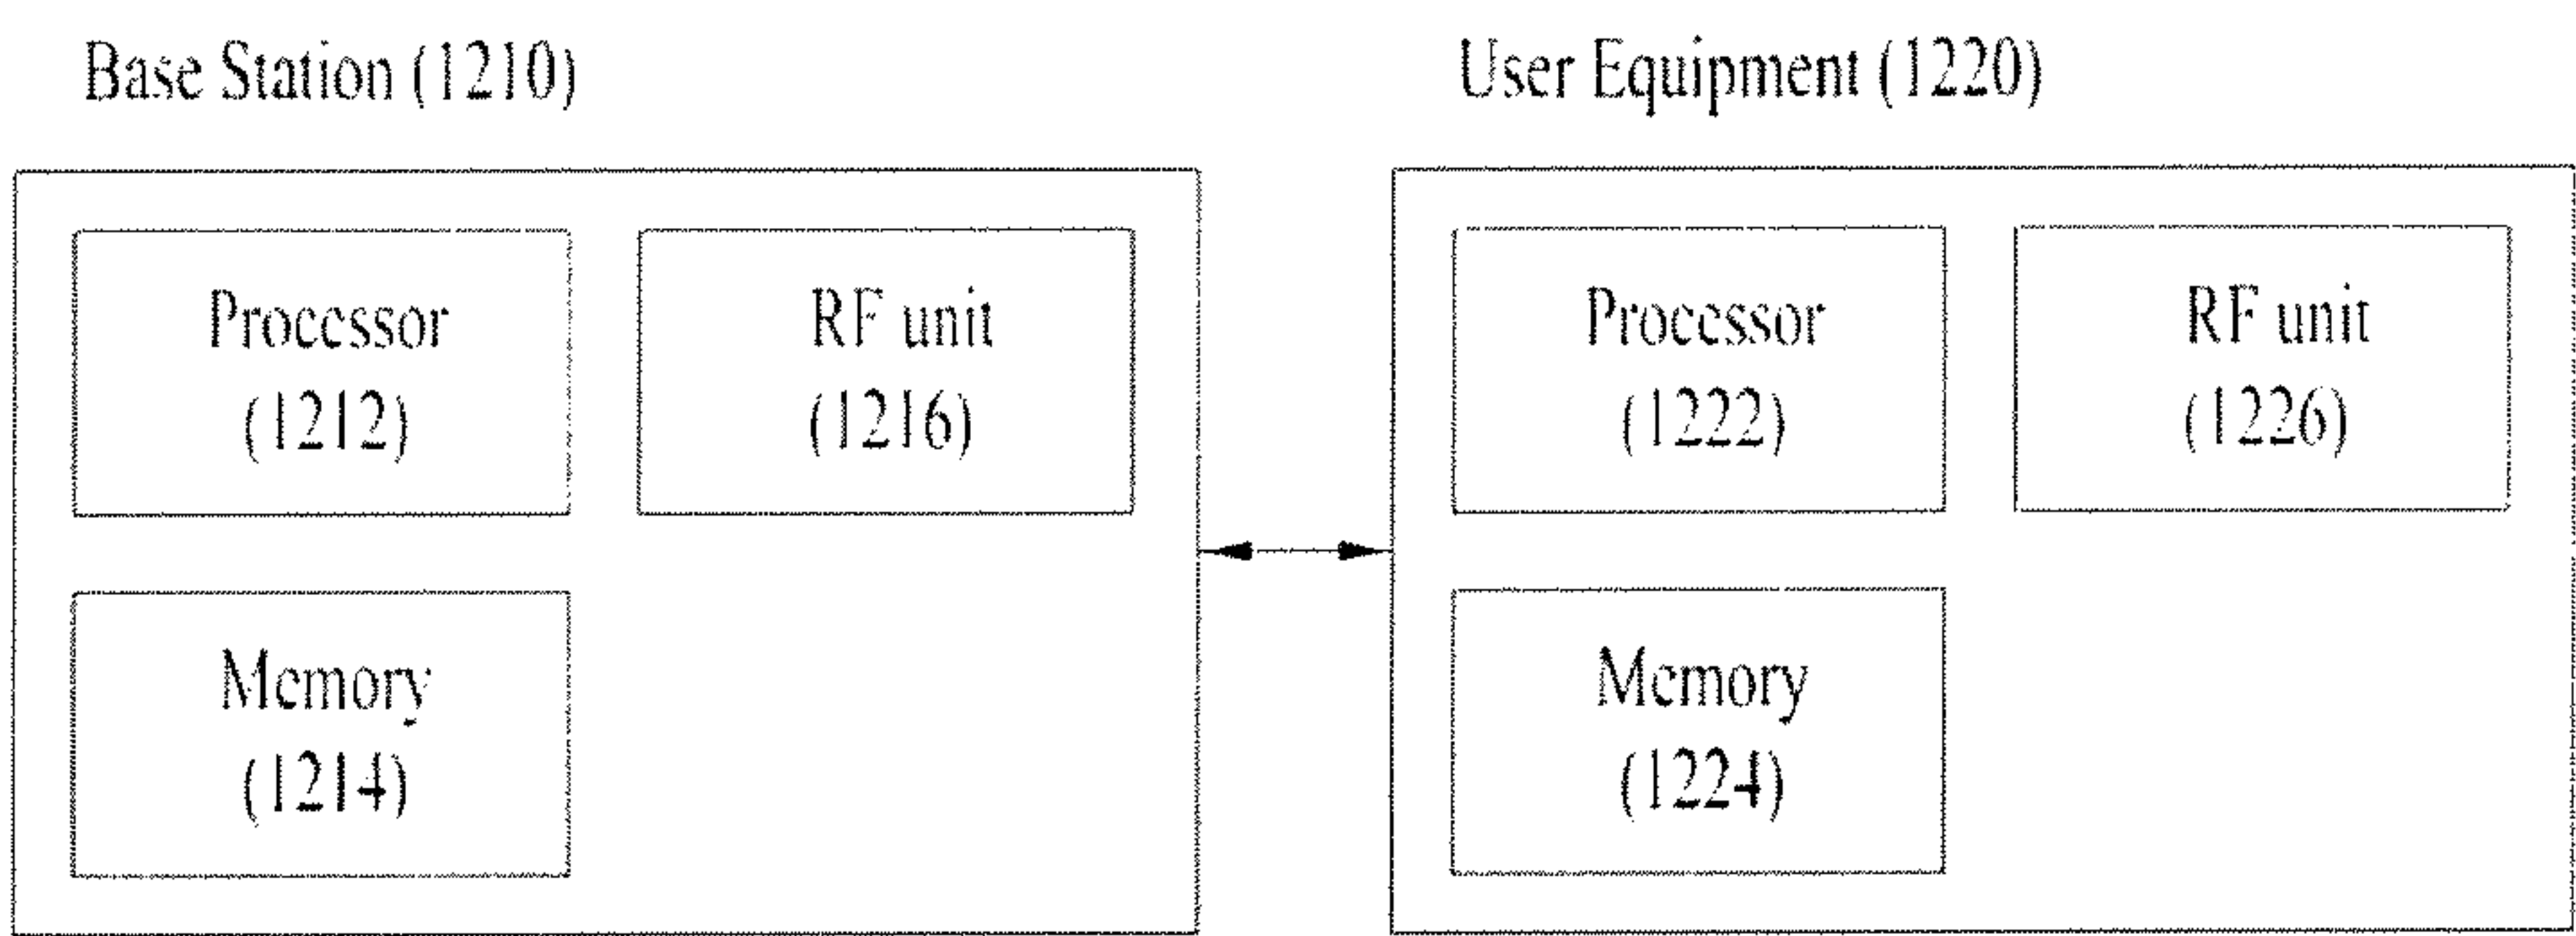 Base Station (1210)
Processor
(1212)
RF unit
(1216)
Memory
(1214)
User Equipment (1220)
Processor
(1222)
RF unit
(1226)
Memory
(1224)